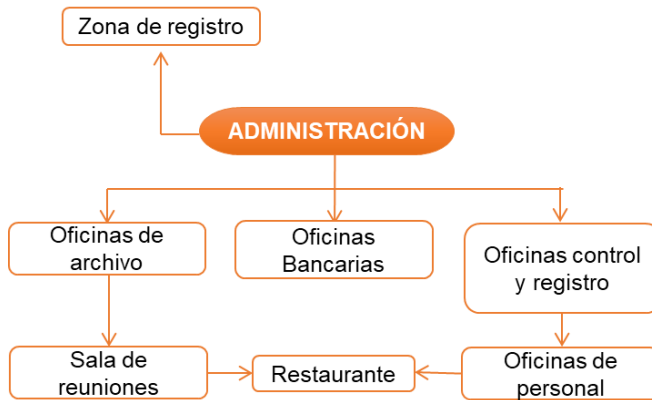 Zona de registro
ADMINISTRACIÓN
Oficinas de
archivo
Oficinas
Bancarias
Oficinas control
y registro
Sala de
reuniones
Restaurante
Oficinas de
personal